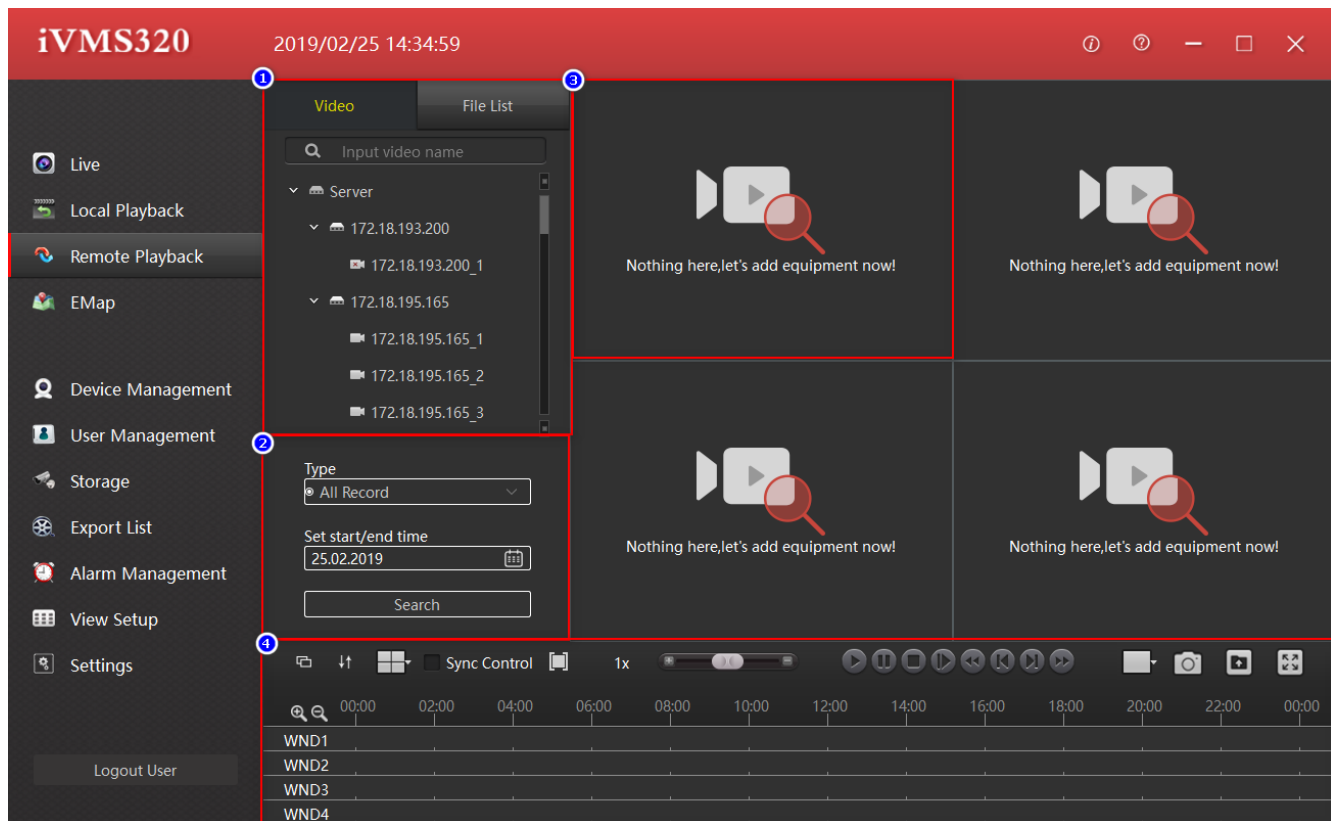 iVMS320
2019/02/25 14:34:59
Live
Local Playback
Remote Playback
EMap
Device Management
User Management
Storage
Export List
Alarm Management
View Setup
Settings
Logout User
1
Video
File List
Input video name
Server
172.18.193.200
172.18.193.200_1
172.18.195.165
172.18.195.165_1
172.18.195.165_2
172.18.195.165_3
2
Type
All Record
Set start/end time
25.02.2019
Search
3
Nothing here,let's add equipment now!
Nothing here,let's add equipment now!
Nothing here,let's add equipment now!
Nothing here,let's add equipment now!
4
Sync Control
1x
00:00 02:00 04:00 06:00 08:00 10:00 12:00 14:00 16:00 18:00 20:00 22:00 00:00
WND1
WND2
WND3
WND4